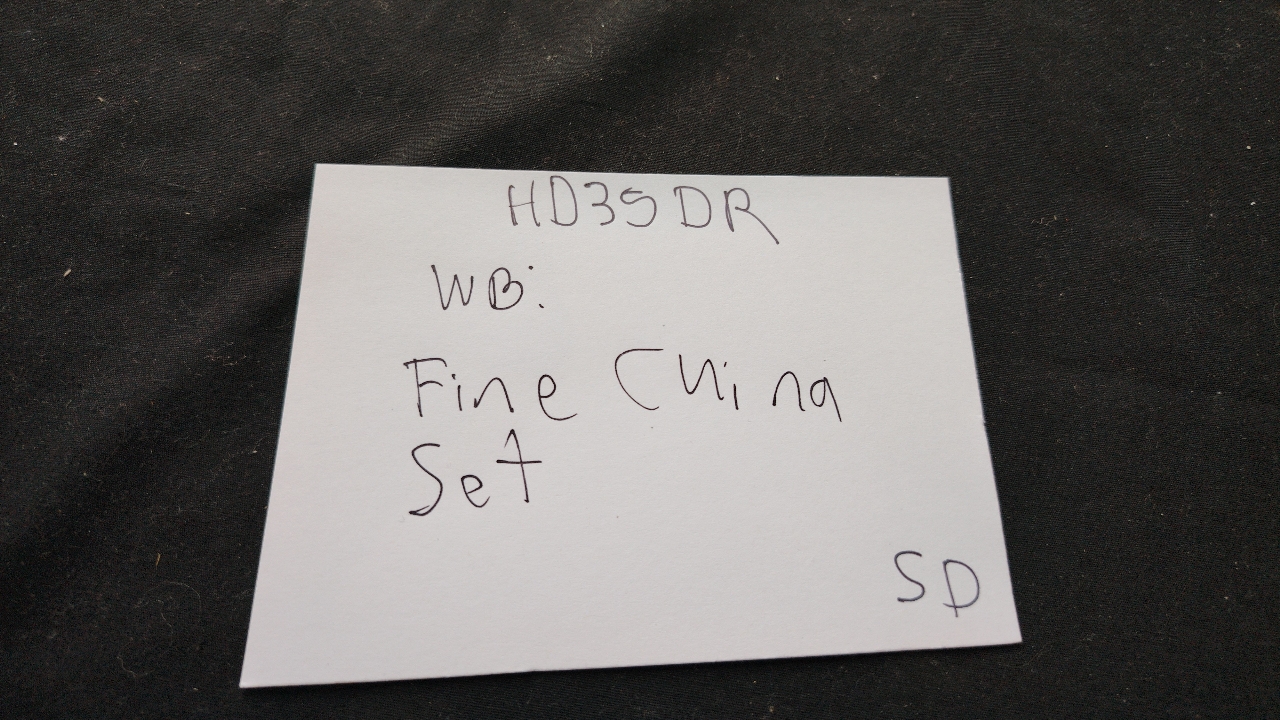 HD35DR
WB:
Fine China
Set
SD